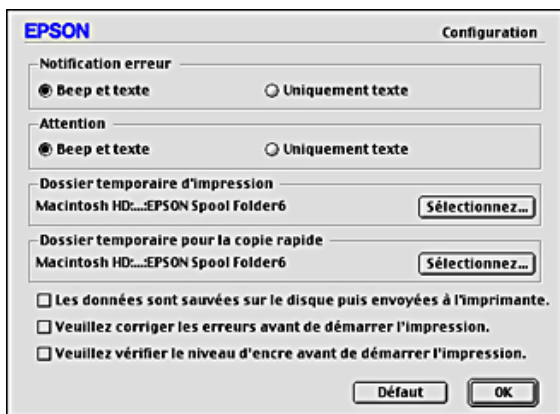 EPSON Configuration
Notification erreur
Beep et texte Uniquement texte
Attention
Beep et texte Uniquement texte
Dossier temporaire d'impression
Macintosh HD:...:EPSON Spool Folder6 Sélectionnez...
Dossier temporaire pour la copie rapide
Macintosh HD:...:EPSON Spool Folder6 Sélectionnez...
Les données sont sauvées sur le disque puis envoyées à l'imprimante.
Veuillez corriger les erreurs avant de démarrer l'impression.
Veuillez vérifier le niveau d'encre avant de démarrer l'impression.
Défaut OK